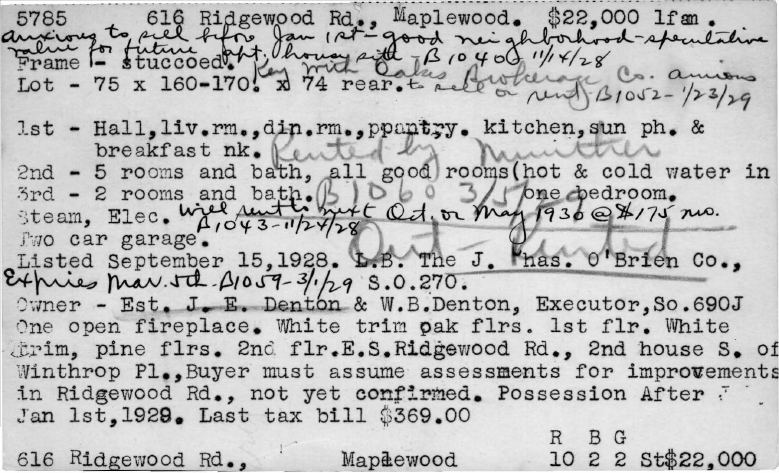 5785 616 Ridgewood Rd., Maplewood. $22,000 1fam.
anxious to sell before Jan 1st - good neighborhood - speculative
value for future apt. / house site - B1040 11/14/28
Frame - stuccoed. Key with Oakes Brokerage Co. anxious
Lot - 75 x 160-170. x 74 rear. to sell or rent B1052-1/23/29
1st - Hall,liv.rm.,din.rm.,ppantry. kitchen,sun ph. &
breakfast nk. Rented by
2nd - 5 rooms and bath, all good rooms(hot & cold water in
3rd - 2 rooms and bath. B1060 3/5/29 one bedroom.
Steam, Elec. will rent to next Oct. or May 1930 @ $175 mo.
B1043-11/24/28
Two car garage. Out - Rented
Listed September 15,1928. L.B. The J. Chas. O'Brien Co.,
Expires Mar. 5th - B1059-3/1/29 S.O.270.
Owner - Est. J. E. Denton & W.B.Denton, Executor,So.690J
One open fireplace. White trim oak flrs. 1st flr. White
trim, pine flrs. 2nd flr.E.S.Ridgewood Rd., 2nd house S. of
Winthrop Pl.,Buyer must assume assessments for improvements
in Ridgewood Rd., not yet confirmed. Possession After J
Jan 1st,1929. Last tax bill $369.00
R B G
616 Ridgewood Rd., Maplewood 10 2 2 St$22,000